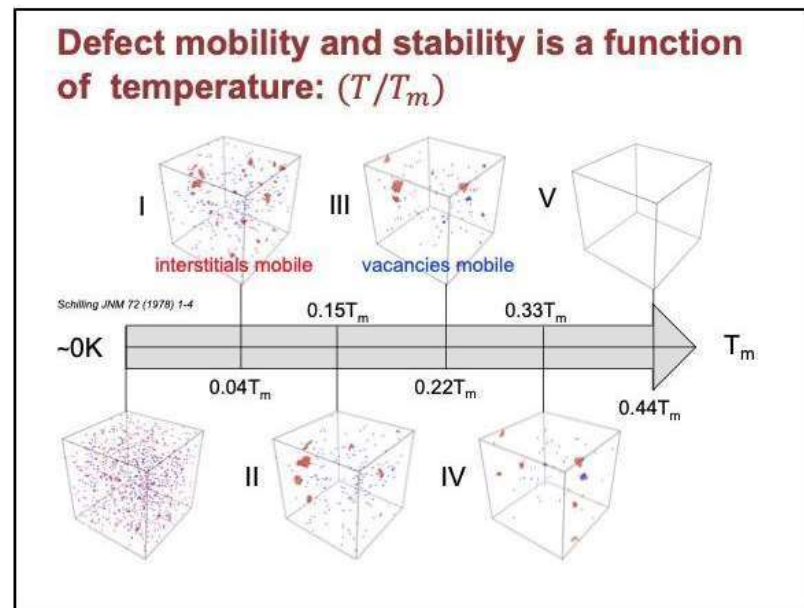 Defect mobility and stability is a function
of temperature: (T/Tₘ)
I
III
V
interstitials mobile
vacancies mobile
Schilling JNM 72 (1978) 1-4
0.15Tₘ
0.33Tₘ
~0K
Tₘ
0.04Tₘ
0.22Tₘ
0.44Tₘ
II
IV